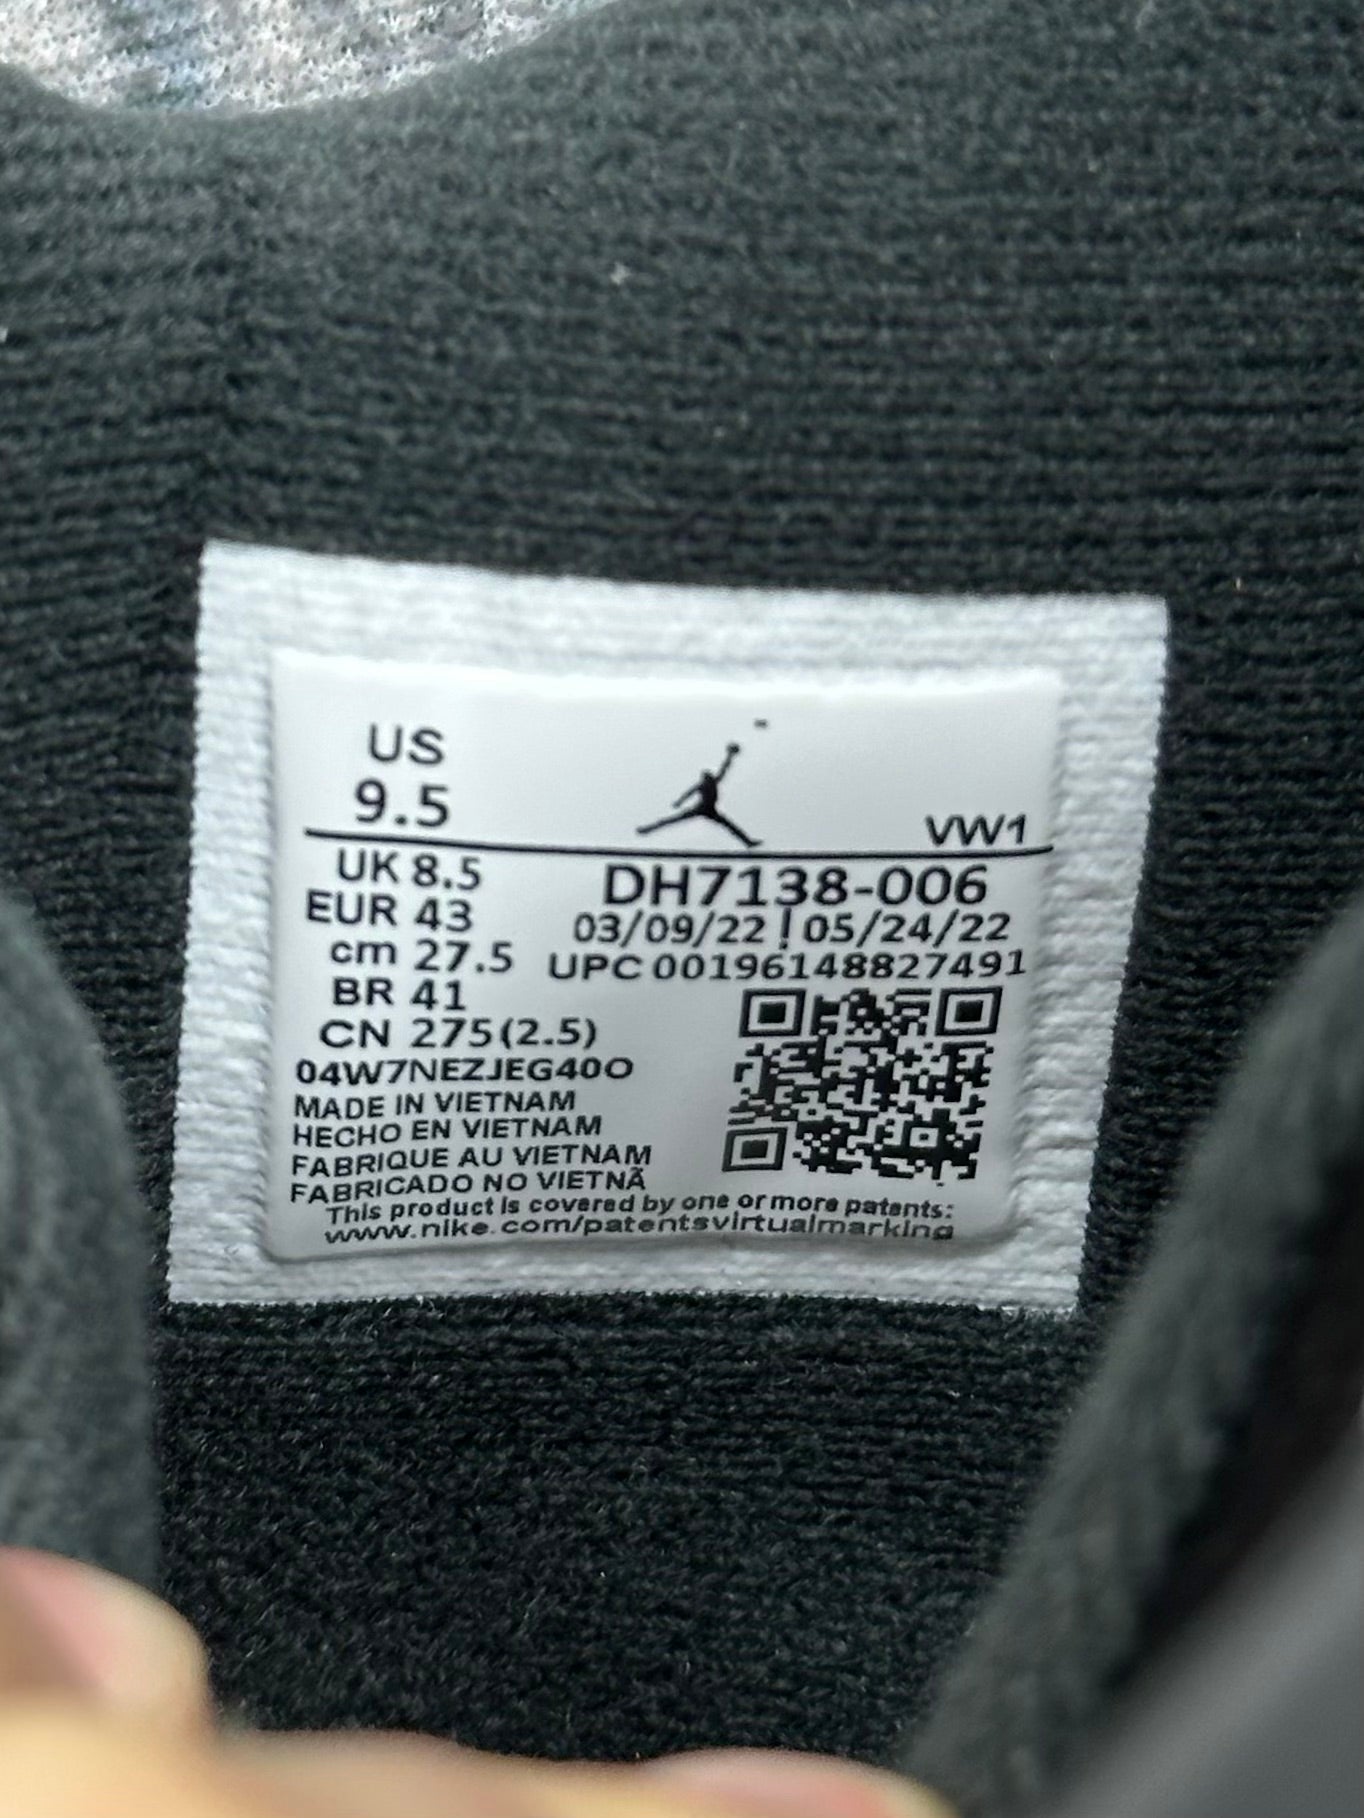 US
9.5
VW1
UK 8.5
EUR 43
cm 27.5
BR 41
CN 275(2.5)
DH7138-006
03/09/22 | 05/24/22
UPC 00196148827491
04W7NEZJEG40O
MADE IN VIETNAM
HECHO EN VIETNAM
FABRIQUE AU VIETNAM
FABRICADO NO VIETNÃ
This product is covered by one or more patents:
www.nike.com/patentsvirtualmarking